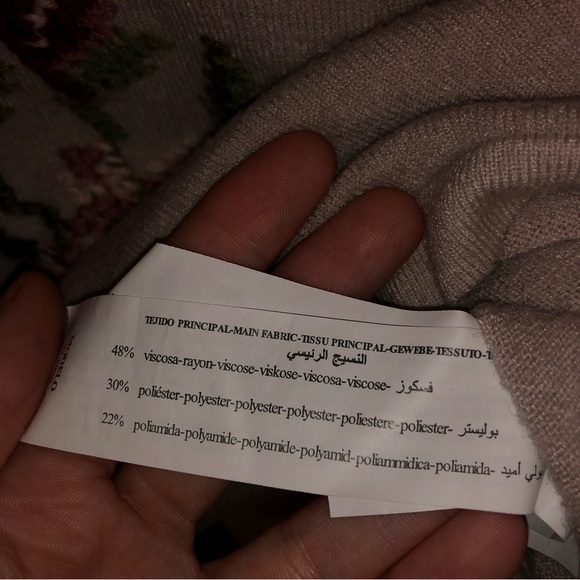 TEJIDO PRINCIPAL-MAIN FABRIC-TISSU PRINCIPAL-GEWEBE-TESSUTO-
النسيج الرئيسي
48% viscosa-rayon-viscose-viskose-viscosa-viscose- فسكوز
30% poliéster-polyester-polyester-polyester-poliestere-poliester- بوليستر
22% poliamida-polyamide-polyamide-polyamid-poliammidica-poliamida- بولي أميد